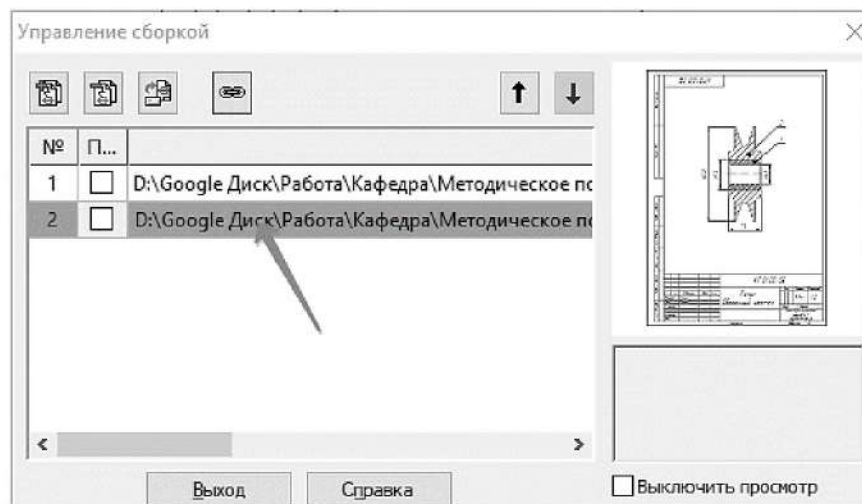 Управление сборкой
№ П...
1 D:\Google Диск\Работа\Кафедра\Методическое пс
2 D:\Google Диск\Работа\Кафедра\Методическое пс
Выход Справка
Выключить просмотр